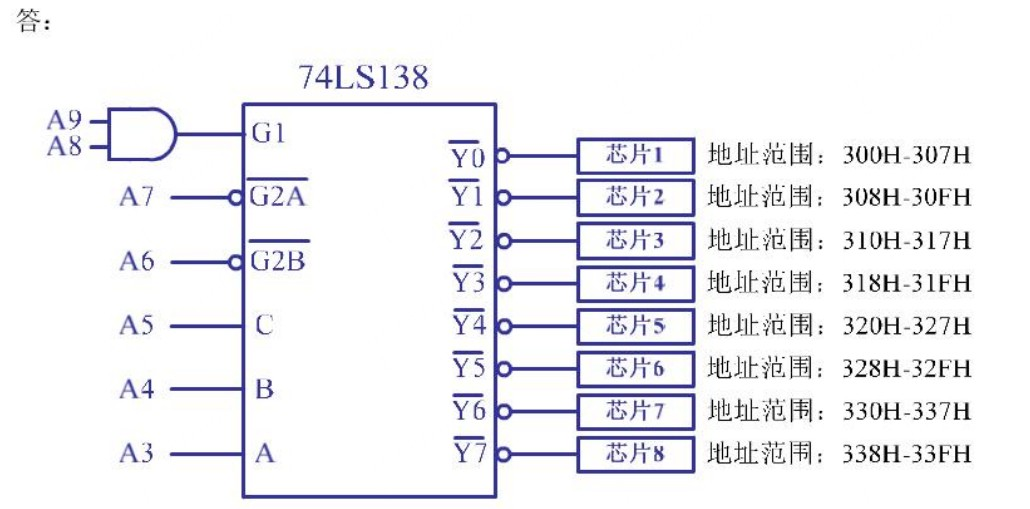 答：
74LS138
A9
A8
G1
A7
G2A
A6
G2B
A5
C
A4
B
A3
A
Y0 芯片1 地址范围：300H-307H
Y1 芯片2 地址范围：308H-30FH
Y2 芯片3 地址范围：310H-317H
Y3 芯片4 地址范围：318H-31FH
Y4 芯片5 地址范围：320H-327H
Y5 芯片6 地址范围：328H-32FH
Y6 芯片7 地址范围：330H-337H
Y7 芯片8 地址范围：338H-33FH